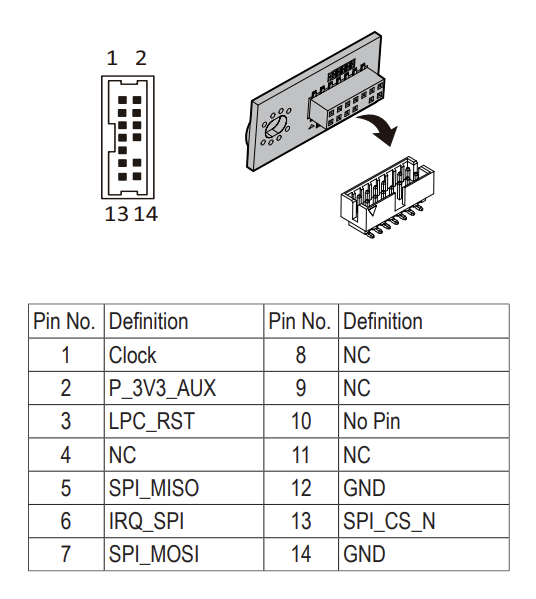 1 2
13 14
Pin No. Definition Pin No. Definition
1 Clock 8 NC
2 P_3V3_AUX 9 NC
3 LPC_RST 10 No Pin
4 NC 11 NC
5 SPI_MISO 12 GND
6 IRQ_SPI 13 SPI_CS_N
7 SPI_MOSI 14 GND